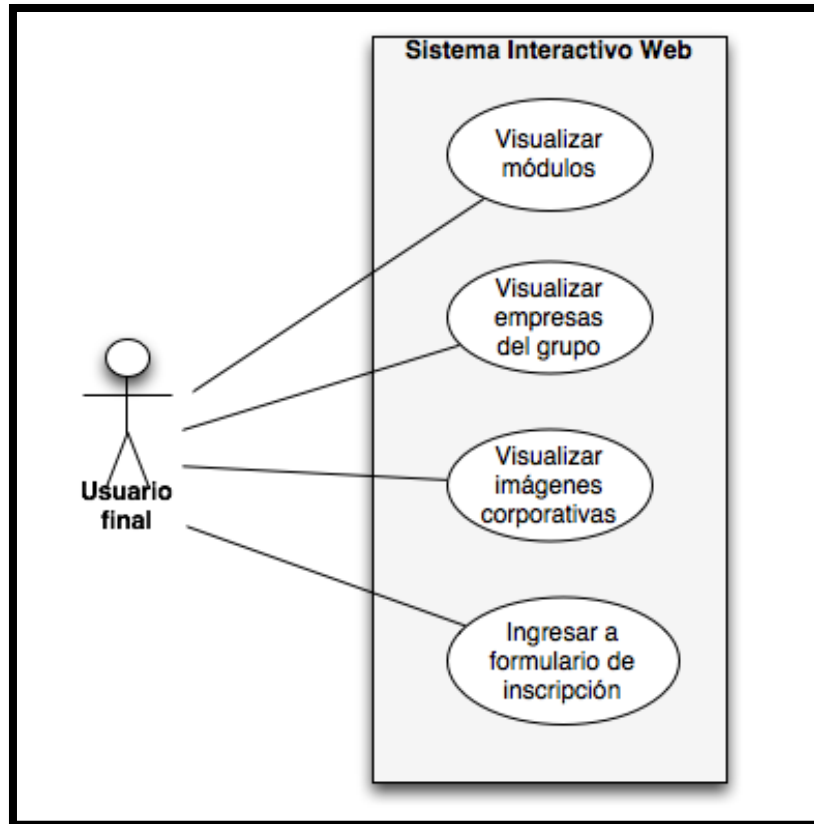 Sistema Interactivo Web
Visualizar
módulos
Visualizar
empresas
del grupo
Visualizar
imágenes
corporativas
Ingresar a
formulario de
inscripción
Usuario
final